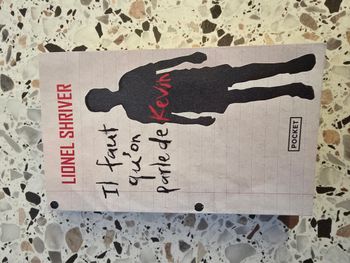 LIONEL SHRIVER
Il faut
qu'on
parle de Kevin
POCKET